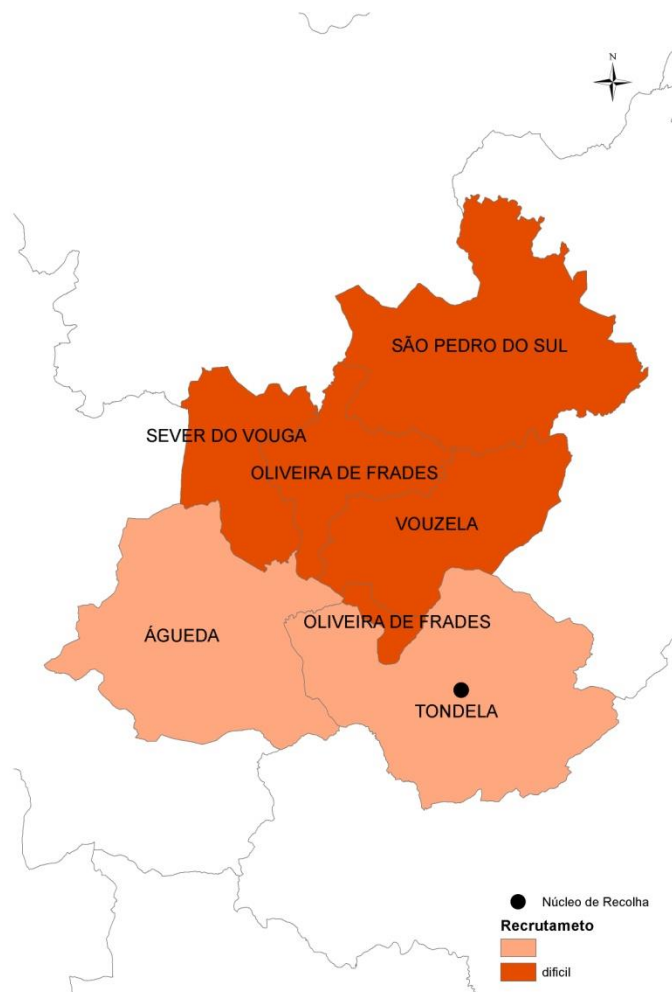 N
SÃO PEDRO DO SUL
SEVER DO VOUGA
OLIVEIRA DE FRADES
VOUZELA
OLIVEIRA DE FRADES
ÁGUEDA
TONDELA
Núcleo de Recolha
Recrutameto
dificil